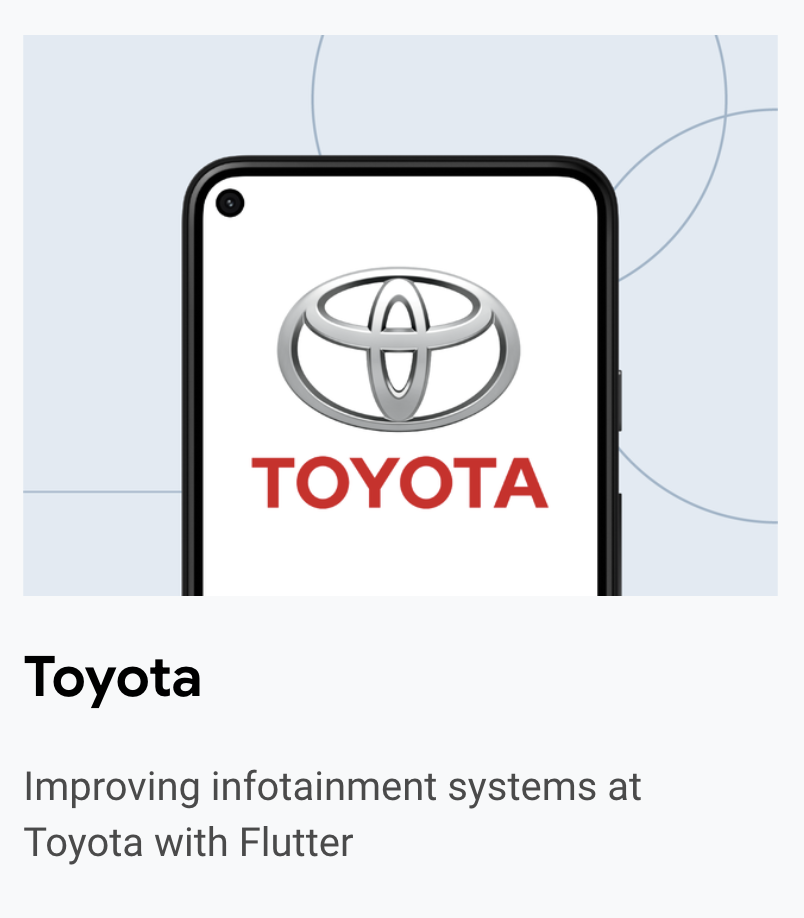 TOYOTA
Toyota
Improving infotainment systems at
Toyota with Flutter